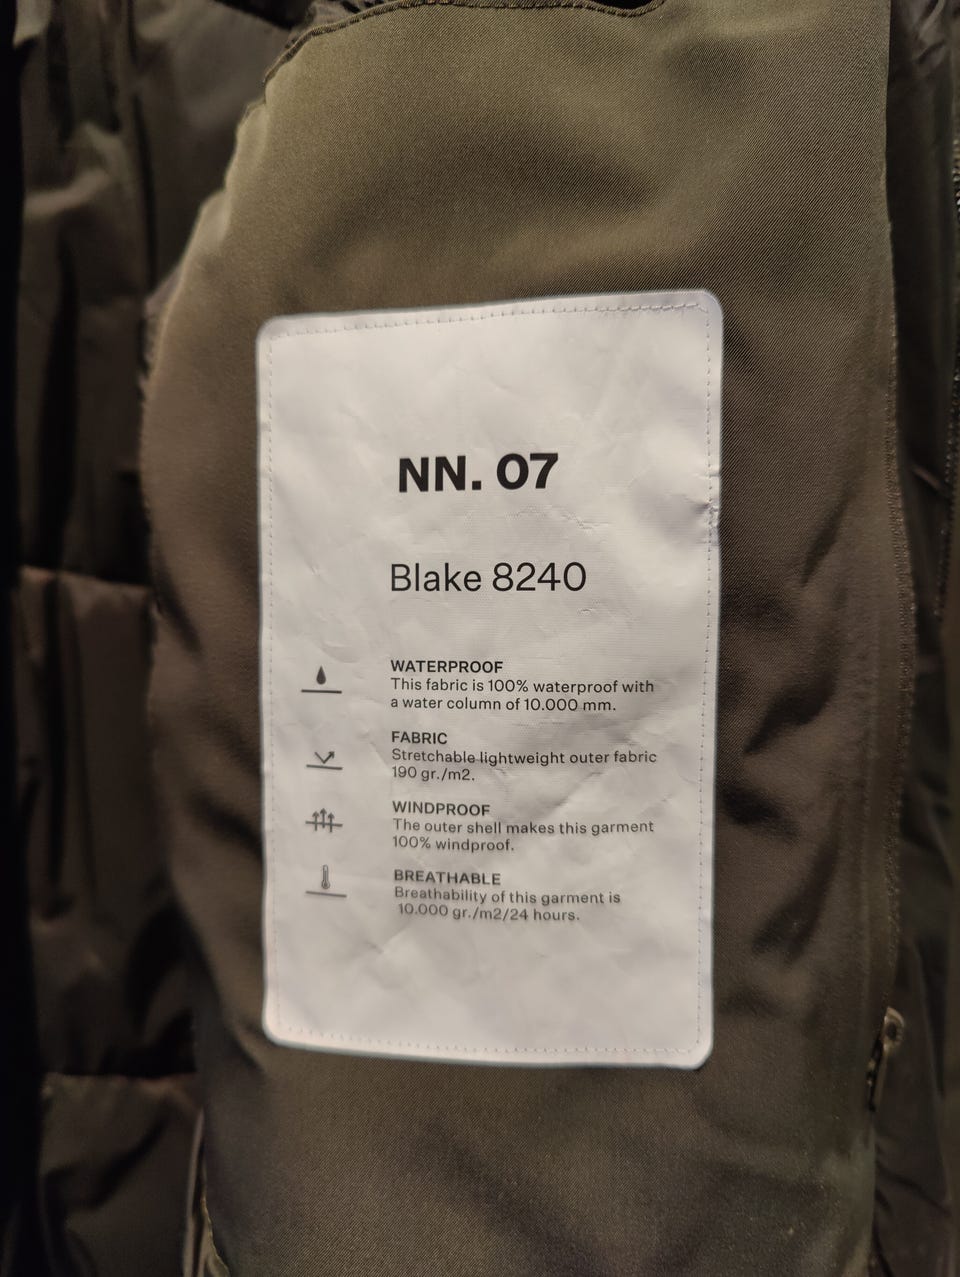 NN. 07
Blake 8240
WATERPROOF
This fabric is 100% waterproof with
a water column of 10.000 mm.
FABRIC
Stretchable lightweight outer fabric
190 gr./m2.
WINDPROOF
The outer shell makes this garment
100% windproof.
BREATHABLE
Breathability of this garment is
10.000 gr./m2/24 hours.